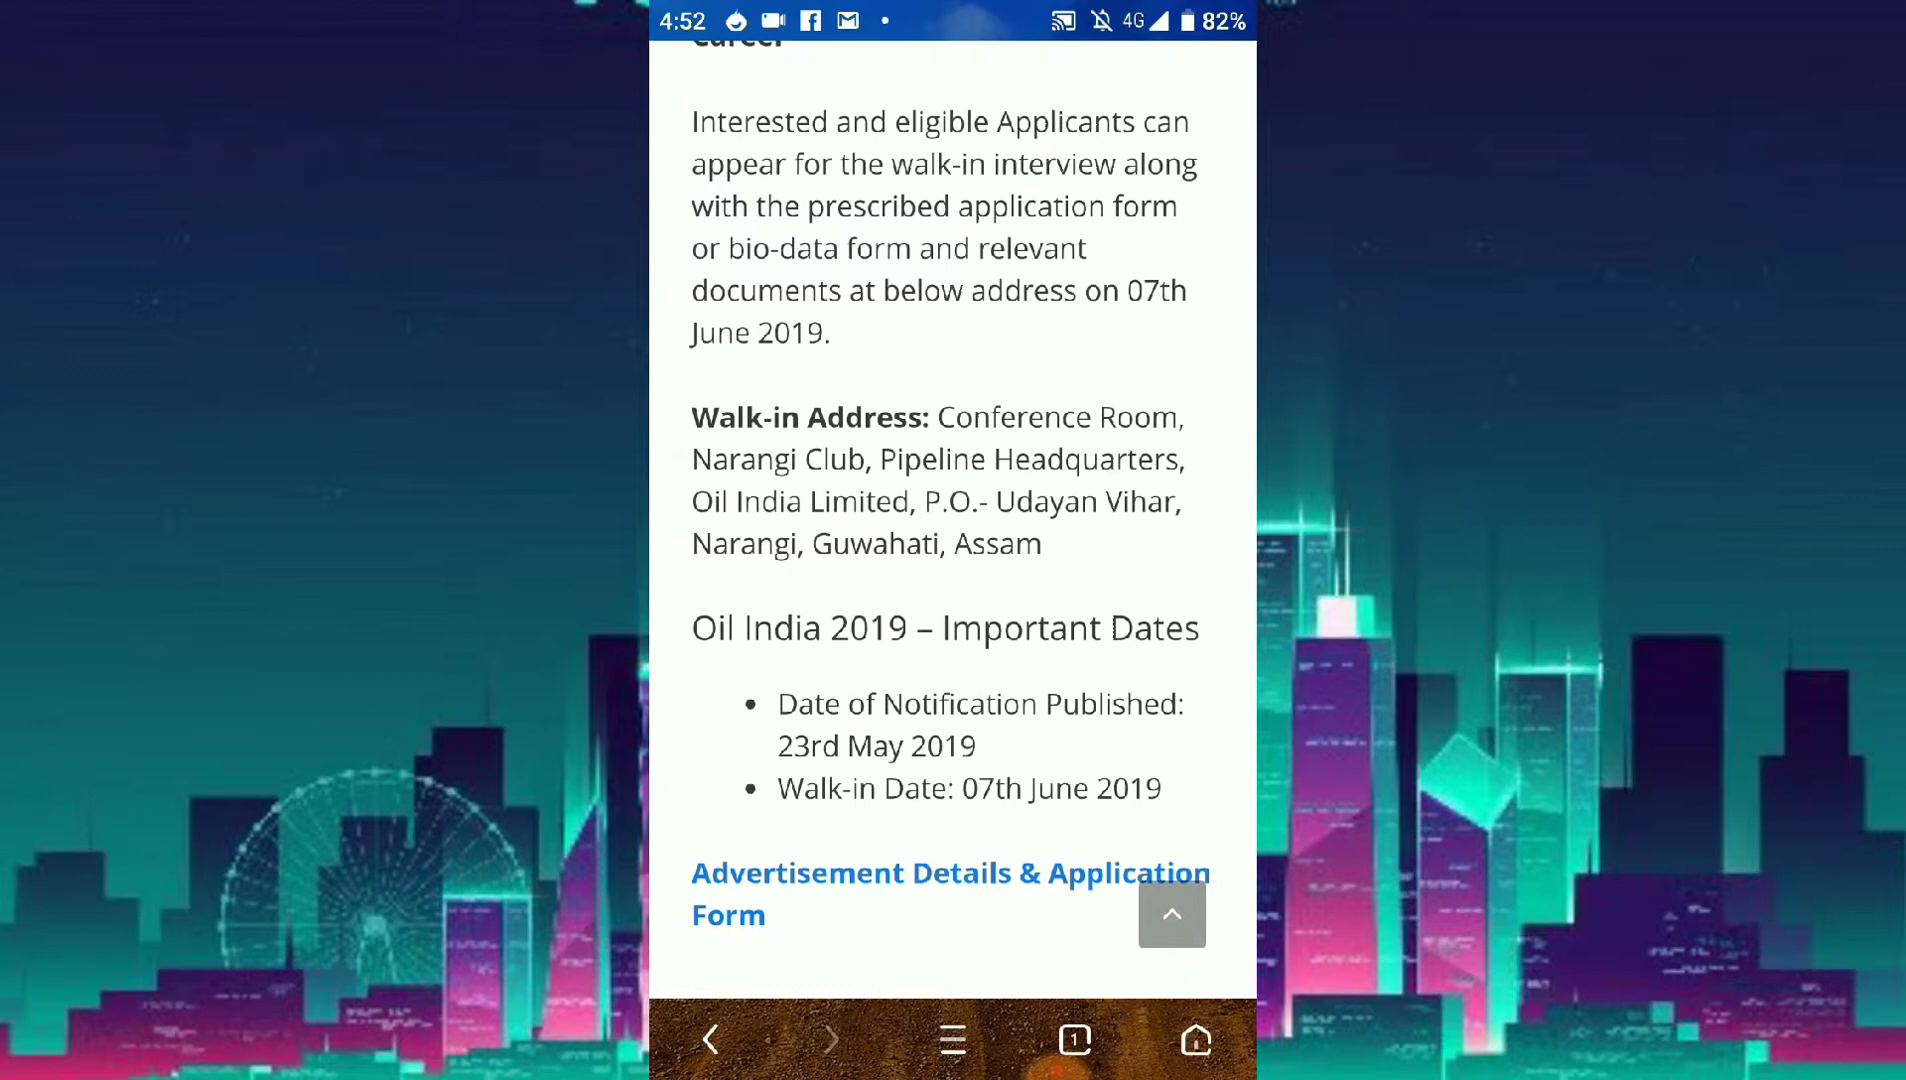 4:52
4G
82%
Career
Interested and eligible Applicants can
appear for the walk-in interview along
with the prescribed application form
or bio-data form and relevant
documents at below address on 07th
June 2019.
Walk-in Address: Conference Room,
Narangi Club, Pipeline Headquarters,
Oil India Limited, P.O.- Udayan Vihar,
Narangi, Guwahati, Assam
Oil India 2019 – Important Dates
• Date of Notification Published:
23rd May 2019
• Walk-in Date: 07th June 2019
Advertisement Details & Application
Form
1